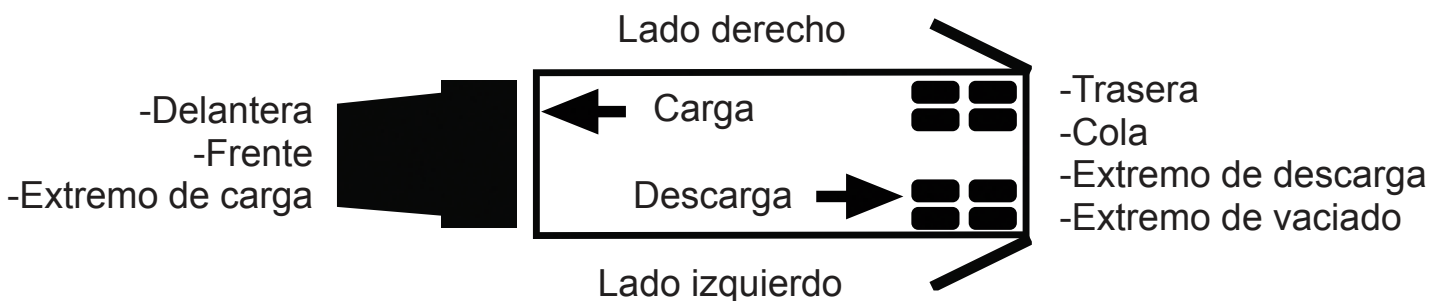 Lado derecho
-Delantera
-Frente
-Extremo de carga
Carga
Descarga
-Trasera
-Cola
-Extremo de descarga
-Extremo de vaciado
Lado izquierdo